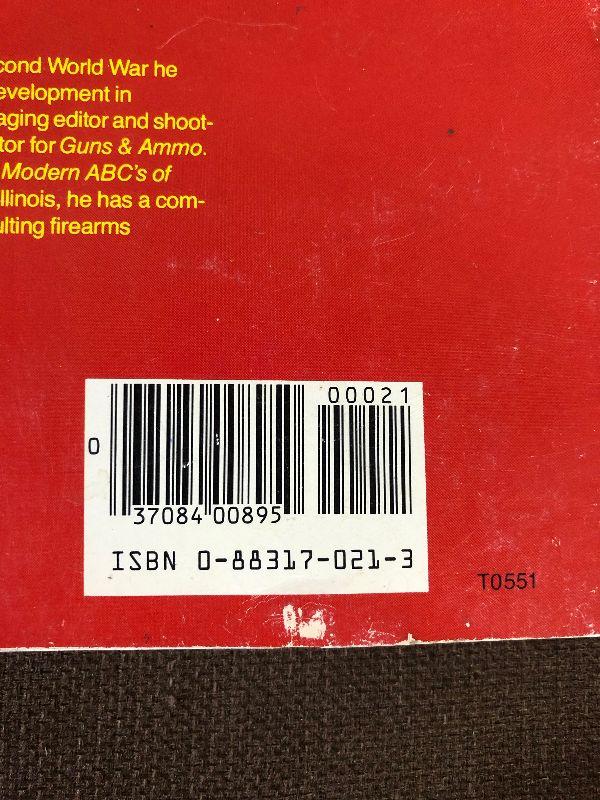 cond World War he
evelopment in
aging editor and shoot-
tor for Guns & Ammo.
Modern ABC's of
llinois, he has a com-
ulting firearms
00021
0
37084 00895
ISBN 0-88317-021-3
T0551